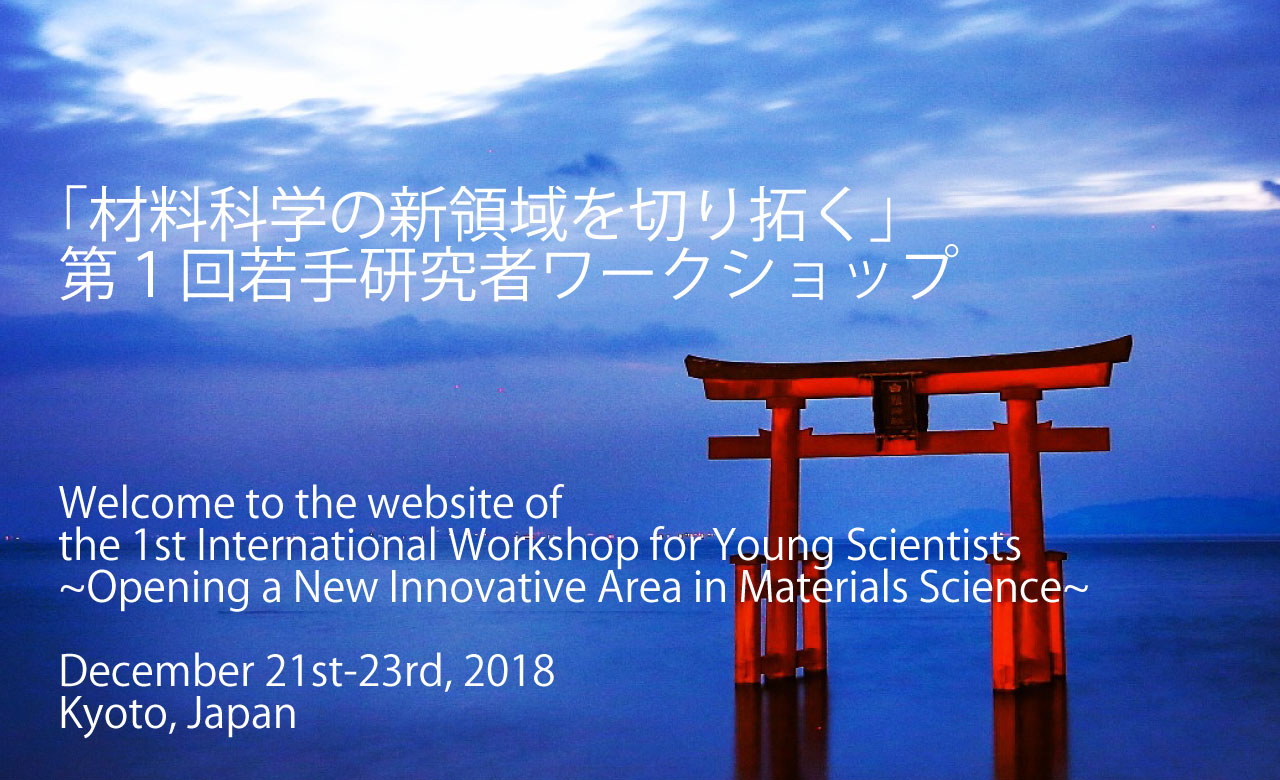 「材料科学の新領域を切り拓く」
第1回若手研究者ワークショップ
Welcome to the website of
the 1st International Workshop for Young Scientists
~Opening a New Innovative Area in Materials Science~
December 21st-23rd, 2018
Kyoto, Japan